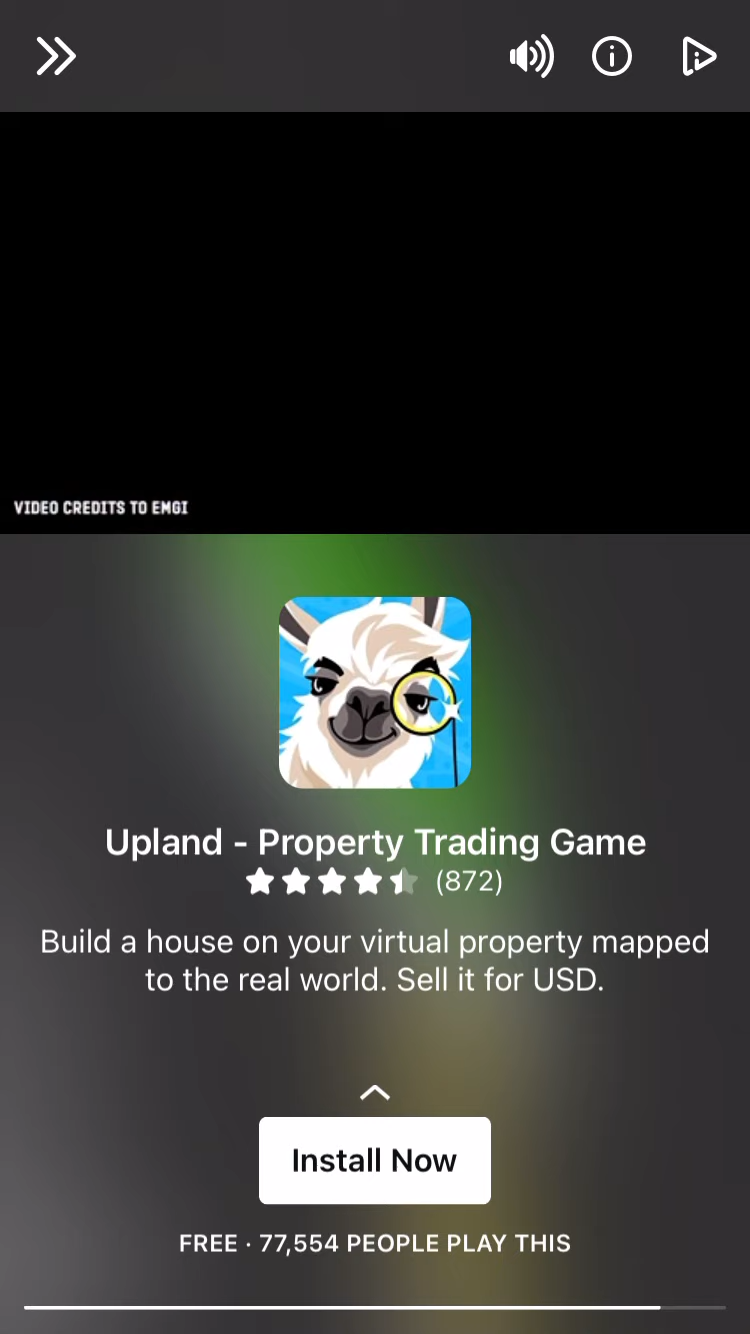 VIDEO CREDITS TO EMGI
Upland - Property Trading Game
(872)
Build a house on your virtual property mapped
to the real world. Sell it for USD.
Install Now
FREE · 77,554 PEOPLE PLAY THIS